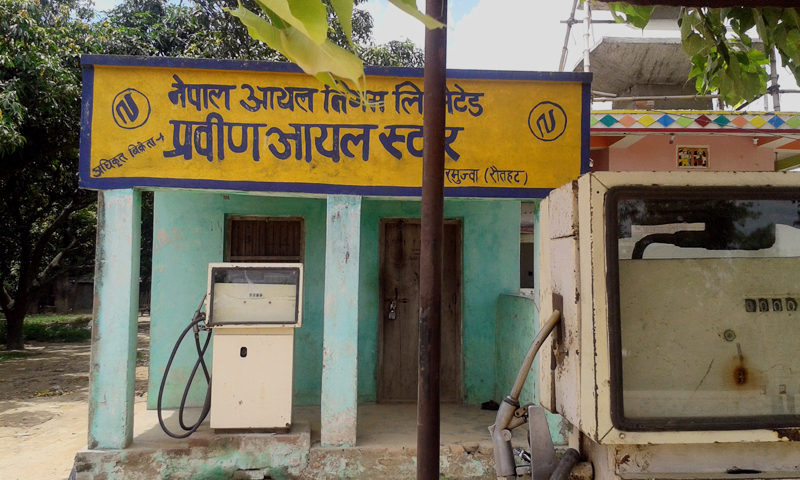 नेपाल आयल निगम लिमिटेड
अधिकृत विक्रेता
प्रवीण आयल स्टोर
(रौतहट)